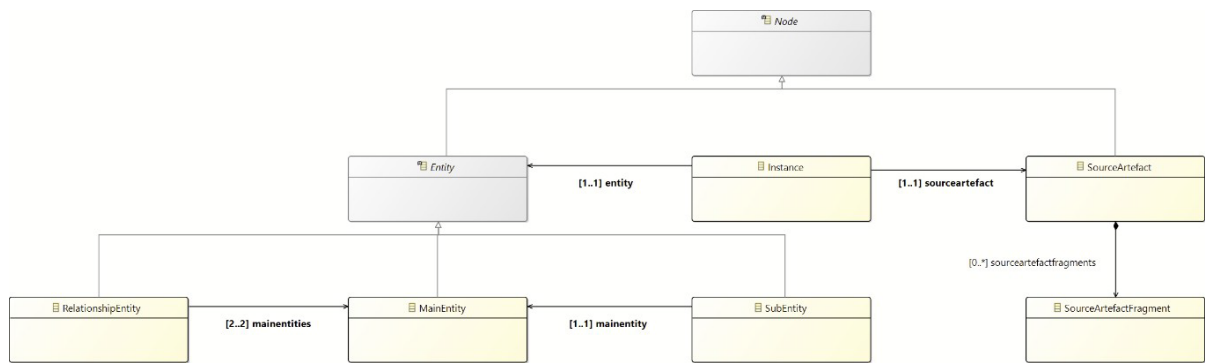 Node
Entity
Instance
SourceArtefact
[1..1] entity
[1..1] sourceartefact
[0..*] sourceartefactfragments
RelationshipEntity
MainEntity
SubEntity
SourceArtefactFragment
[2..2] mainentities
[1..1] mainentity